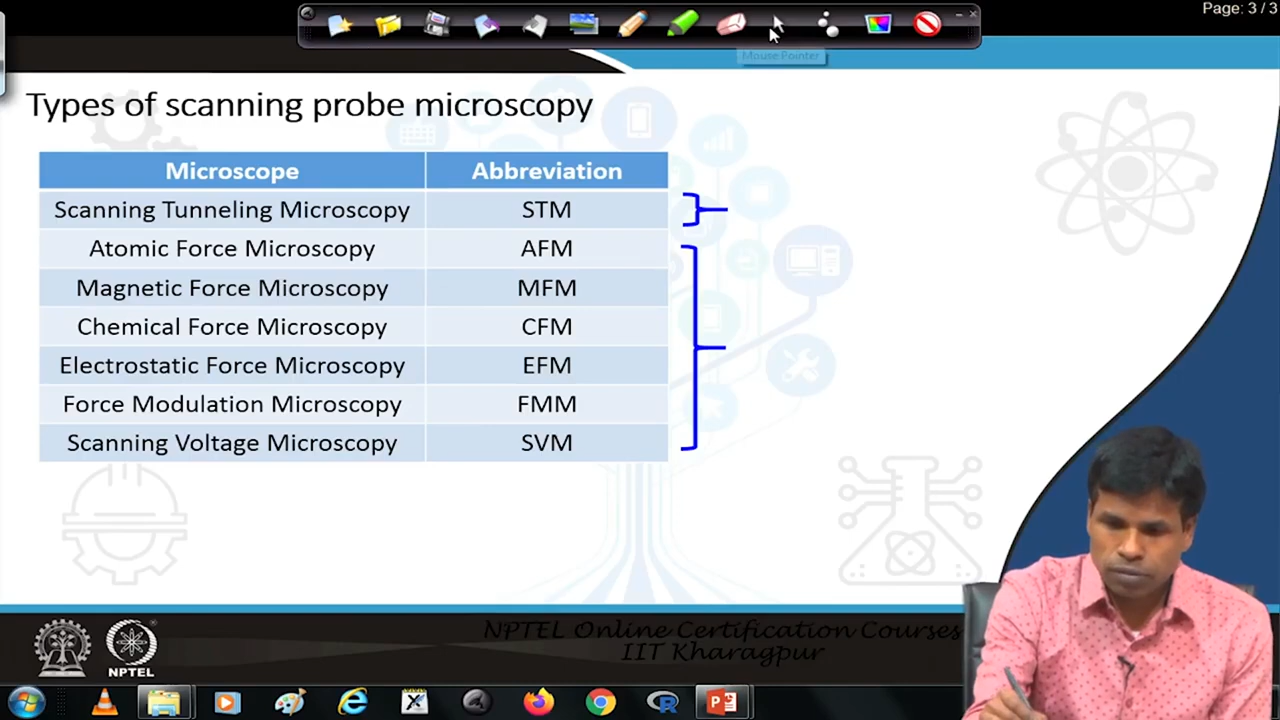 Page: 3 / 3
Mouse Pointer
Types of scanning probe microscopy
Microscope Abbreviation
Scanning Tunneling Microscopy STM
Atomic Force Microscopy AFM
Magnetic Force Microscopy MFM
Chemical Force Microscopy CFM
Electrostatic Force Microscopy EFM
Force Modulation Microscopy FMM
Scanning Voltage Microscopy SVM
NPTEL Online Certification Courses
IIT Kharagpur
NPTEL